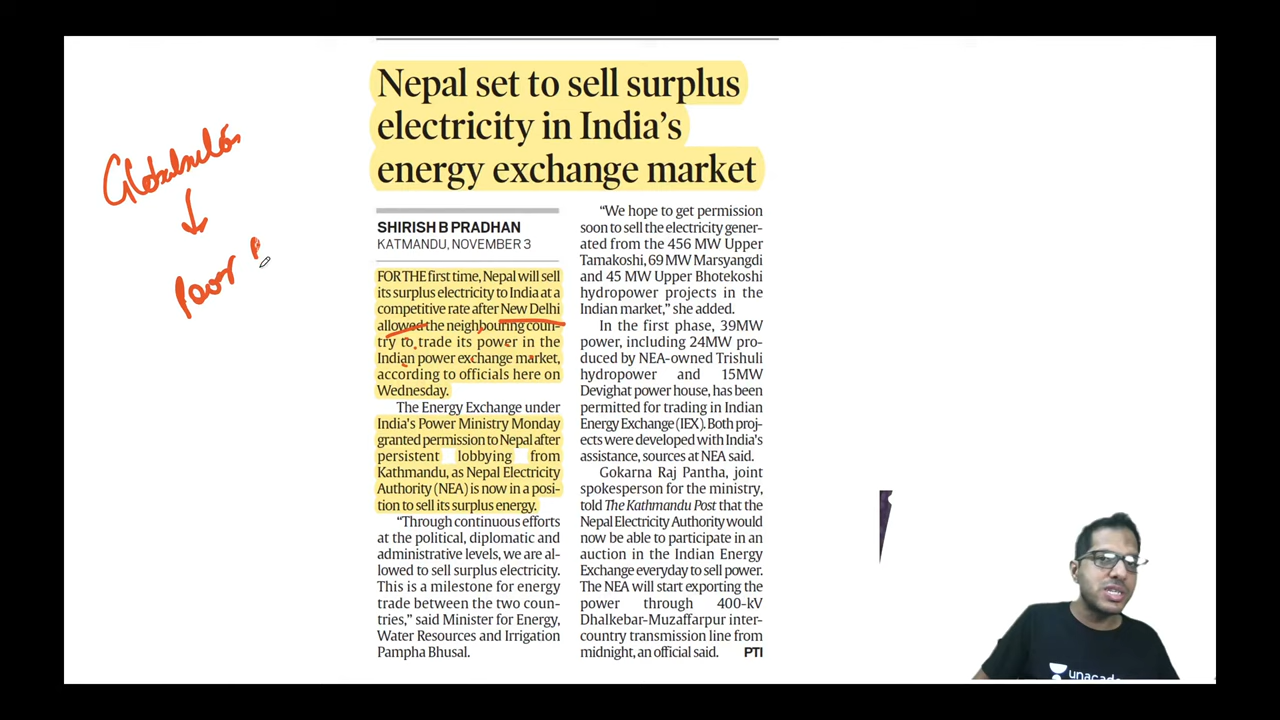 Nepal set to sell surplus
electricity in India's
energy exchange market
SHIRISH B PRADHAN
KATMANDU, NOVEMBER 3
FOR THE first time, Nepal will sell
its surplus electricity to India at a
competitive rate after New Delhi
allowed the neighbouring coun-
try to trade its power in the
Indian power exchange market,
according to officials here on
Wednesday.
The Energy Exchange under
India's Power Ministry Monday
granted permission to Nepal after
persistent lobbying from
Kathmandu, as Nepal Electricity
Authority (NEA) is now in a posi-
tion to sell its surplus energy.
"Through continuous efforts
at the political, diplomatic and
administrative levels, we are al-
lowed to sell surplus electricity.
This is a milestone for energy
trade between the two coun-
tries," said Minister for Energy,
Water Resources and Irrigation
Pampha Bhusal.
"We hope to get permission
soon to sell the electricity gener-
ated from the 456 MW Upper
Tamakoshi, 69 MW Marsyangdi
and 45 MW Upper Bhotekoshi
hydropower projects in the
Indian market," she added.
In the first phase, 39MW
power, including 24MW pro-
duced by NEA-owned Trishuli
hydropower and 15MW
Devighat power house, has been
permitted for trading in Indian
Energy Exchange (IEX). Both proj-
ects were developed with India's
assistance, sources at NEA said.
Gokarna Raj Pantha, joint
spokesperson for the ministry,
told The Kathmandu Post that the
Nepal Electricity Authority would
now be able to participate in an
auction in the Indian Energy
Exchange everyday to sell power.
The NEA will start exporting the
power through 400-kV
Dhalkebar-Muzaffarpur inter-
country transmission line from
midnight, an official said. PTI
Poor